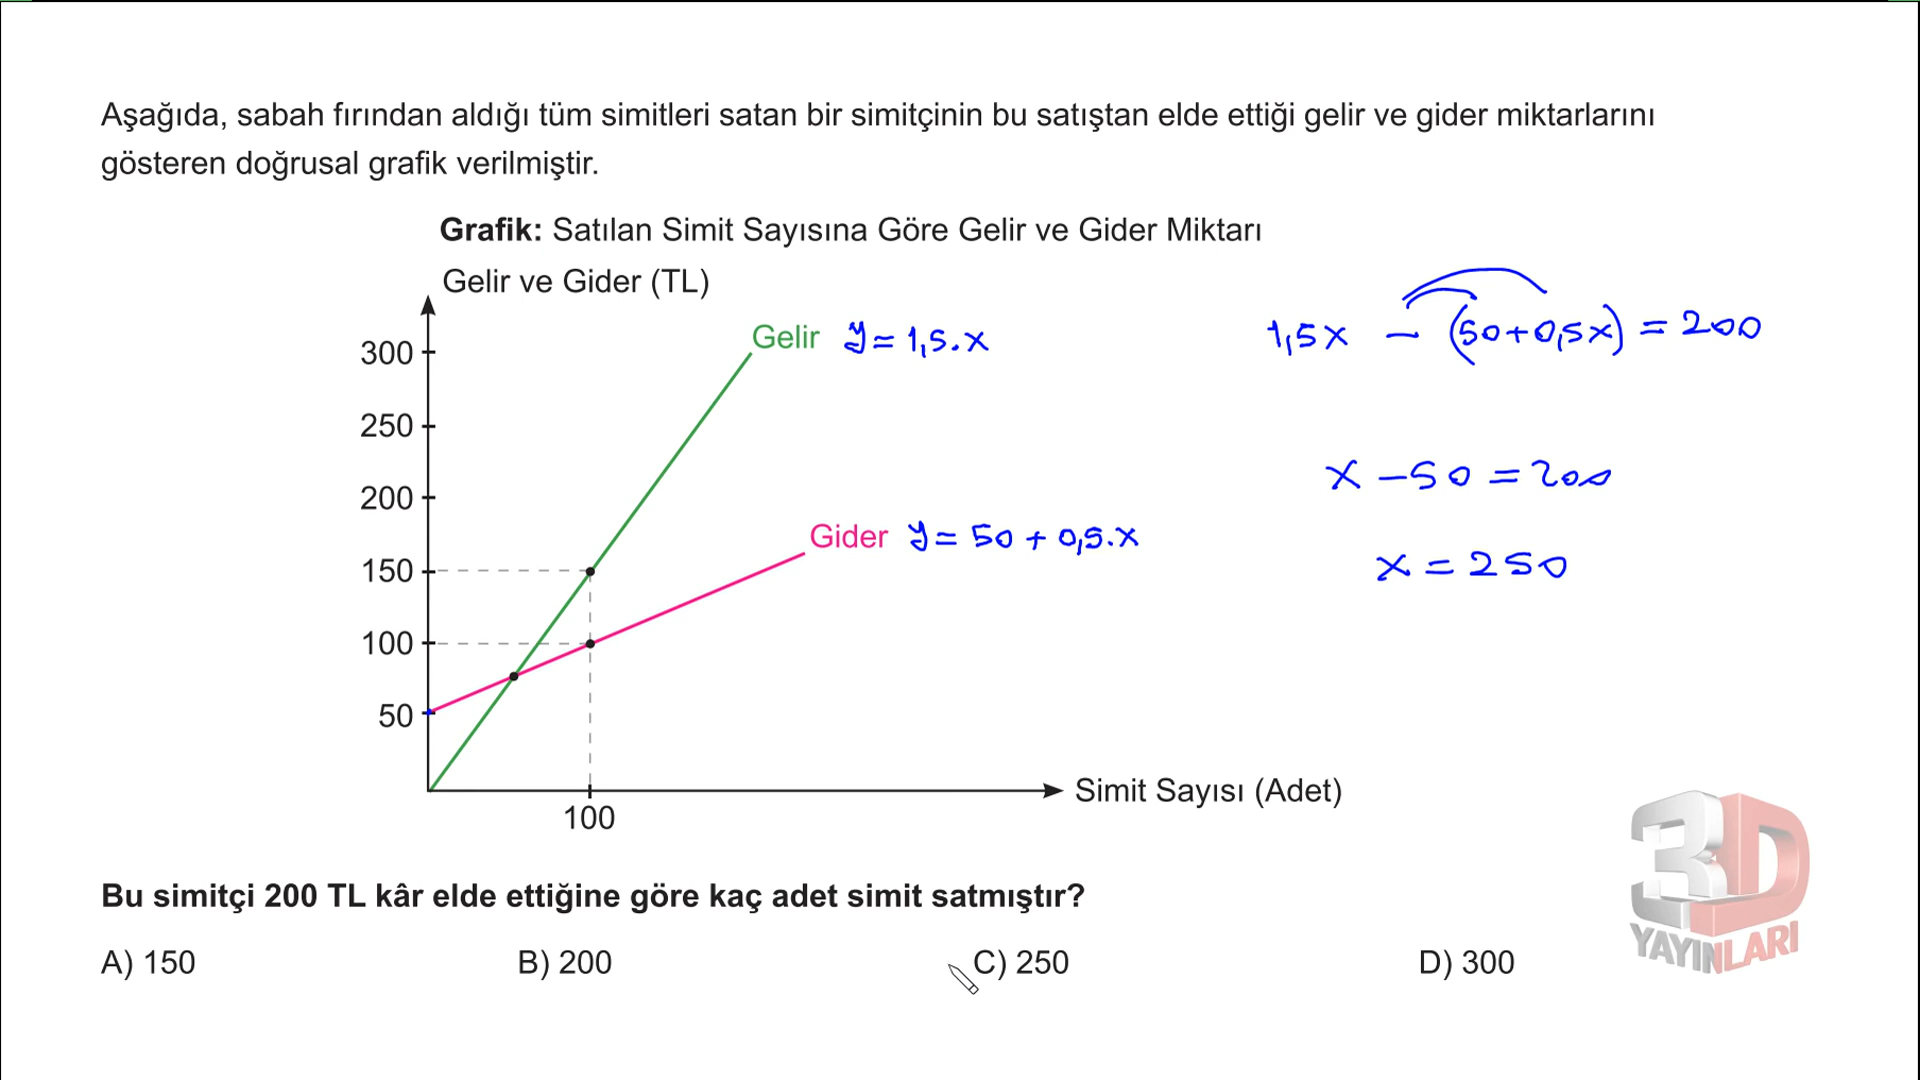 Aşağıda, sabah fırından aldığı tüm simitleri satan bir simitçinin bu satıştan elde ettiği gelir ve gider miktarlarını
gösteren doğrusal grafik verilmiştir.
Grafik: Satılan Simit Sayısına Göre Gelir ve Gider Miktarı
Gelir ve Gider (TL)
300
250
200
150
100
50
Gelir y = 1,5.x
Gider y = 50 + 0,5.x
100
Simit Sayısı (Adet)
1,5x - (50+0,5x) = 200
x - 50 = 200
x = 250
Bu simitçi 200 TL kâr elde ettiğine göre kaç adet simit satmıştır?
A) 150
B) 200
C) 250
D) 300
3D
YAYINLARI